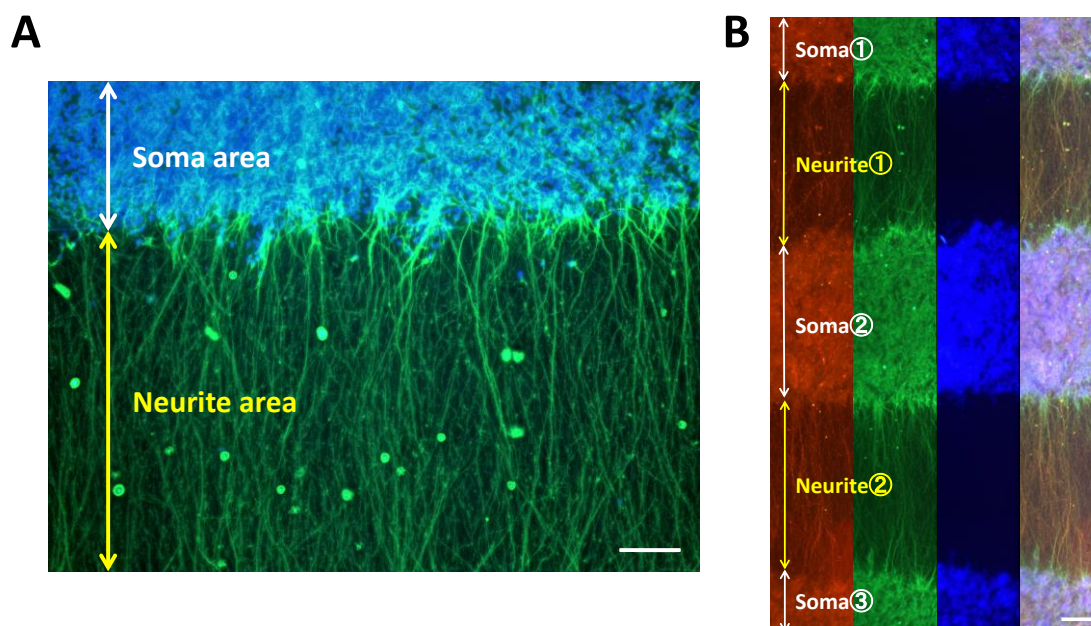 A
B
Soma area
Neurite area
Soma①
Neurite①
Soma②
Neurite②
Soma③